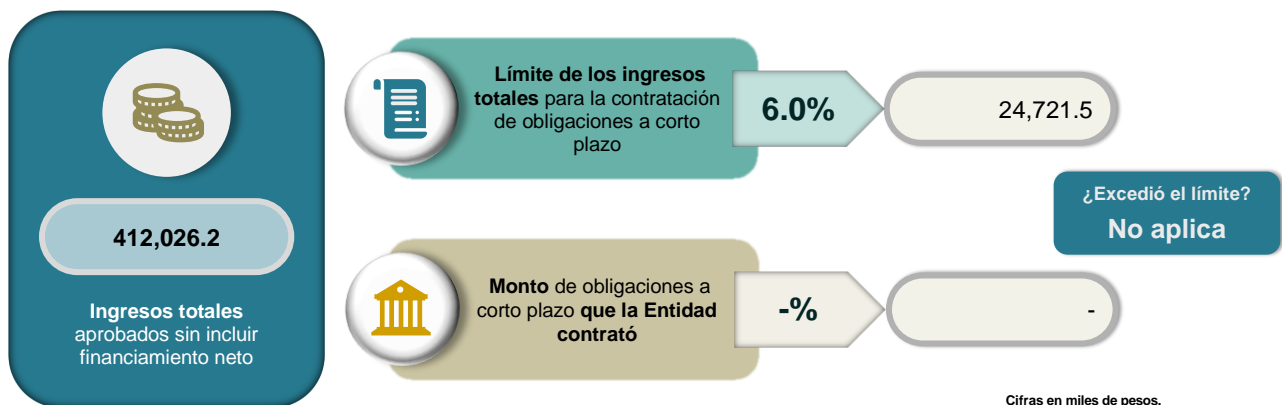 412,026.2
Ingresos totales
aprobados sin incluir
financiamiento neto
Límite de los ingresos
totales para la contratación
de obligaciones a corto
plazo
6.0%
24,721.5
Monto de obligaciones a
corto plazo que la Entidad
contrató
-%
-
¿Excedió el límite?
No aplica
Cifras en miles de pesos.